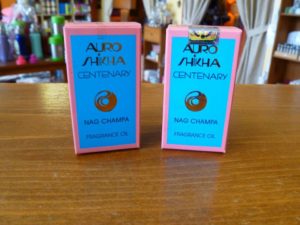 AURO
SHIKHA
CENTENARY
NAG CHAMPA
FRAGRANCE OIL
AURO
SHIKHA
CENTENARY
NAG CHAMPA
FRAGRANCE OIL